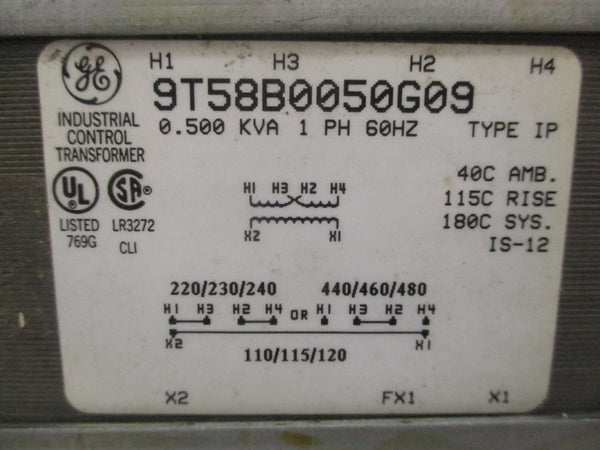 H1 H3 H2 H4
GE
9T58B0050G09
INDUSTRIAL
CONTROL
TRANSFORMER
0.500 KVA 1 PH 60HZ TYPE IP
UL
LISTED
769G
SA
LR3272
CLI
40C AMB.
115C RISE
180C SYS.
IS-12
H1 H3 H2 H4
X2 X1
220/230/240 440/460/480
H1 H3 H2 H4 OR H1 H3 H2 H4
X2 X1
110/115/120
X2 FX1 X1